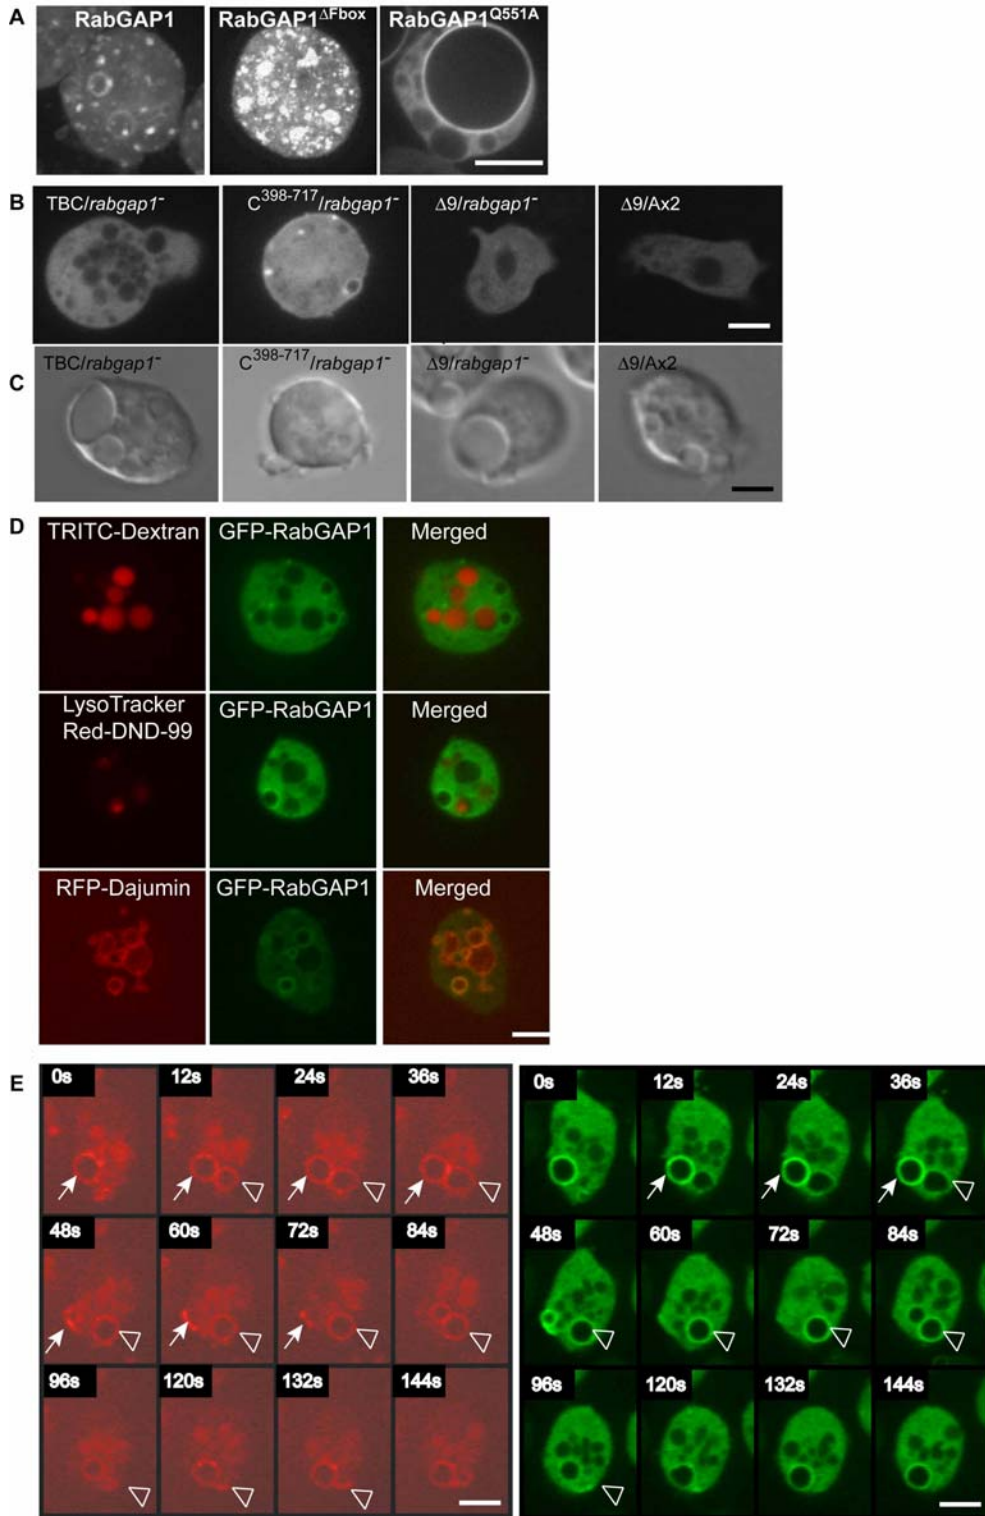 A
RabGAP1
RabGAP1ΔFbox
RabGAP1Q551A
B
TBC/rabgap1-
C398-717/rabgap1-
Δ9/rabgap1-
Δ9/Ax2
C
TBC/rabgap1-
C398-717/rabgap1-
Δ9/rabgap1-
Δ9/Ax2
D
TRITC-Dextran
GFP-RabGAP1
Merged
LysoTracker
Red-DND-99
GFP-RabGAP1
Merged
RFP-Dajumin
GFP-RabGAP1
Merged
E
0s 12s 24s 36s
0s 12s 24s 36s
48s 60s 72s 84s
48s 60s 72s 84s
96s 120s 132s 144s
96s 120s 132s 144s